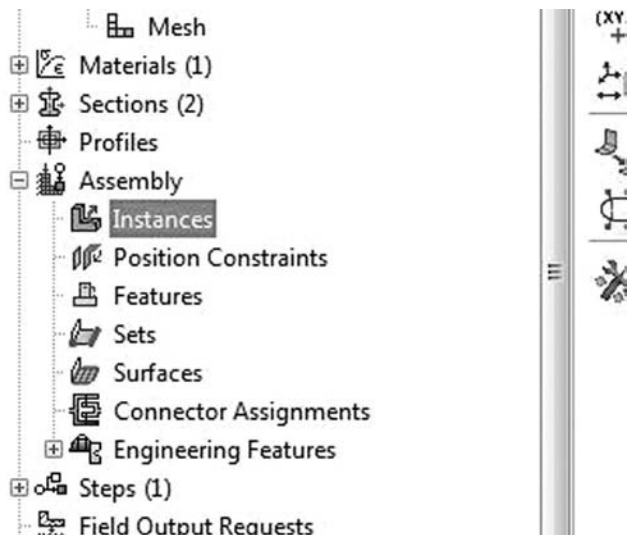 Mesh
(XY
Materials (1)
Sections (2)
Profiles
Assembly
Instances
Position Constraints
Features
Sets
Surfaces
Connector Assignments
Engineering Features
Steps (1)
Field Output Requests